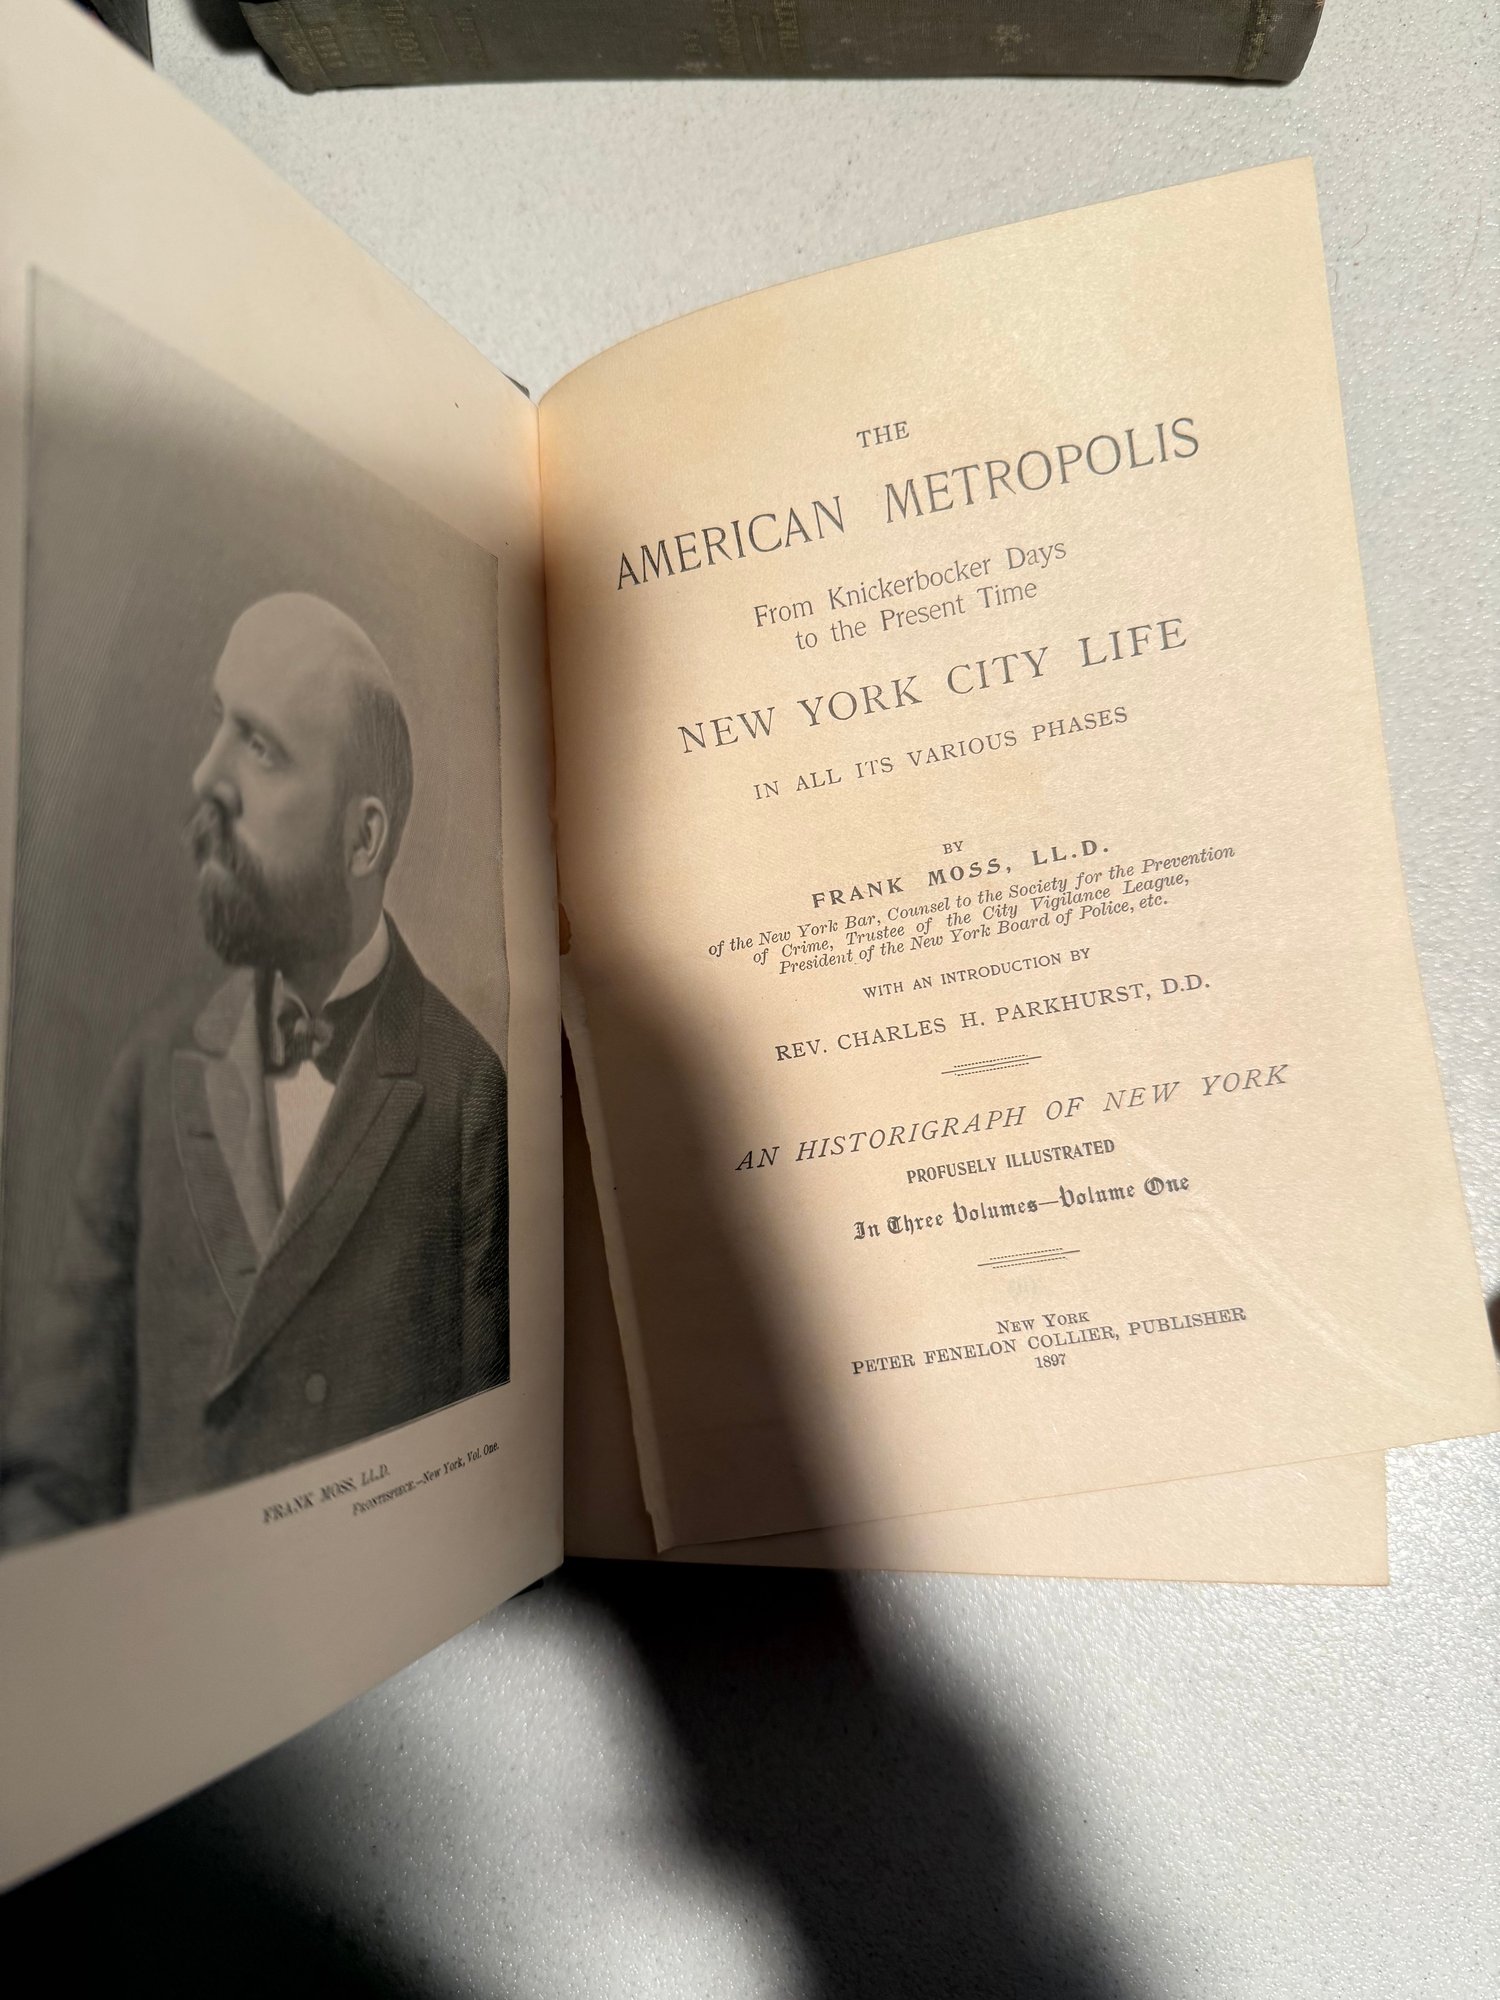 THE
AMERICAN METROPOLIS
From Knickerbocker Days
to the Present Time
NEW YORK CITY LIFE
IN ALL ITS VARIOUS PHASES
BY
FRANK MOSS, LL.D.
of the New York Bar, Counsel to the Society for the Prevention
of Crime, Trustee of the City Vigilance League,
President of the New York Board of Police, etc.
WITH AN INTRODUCTION BY
REV. CHARLES H. PARKHURST, D.D.
AN HISTORIGRAPH OF NEW YORK
PROFUSELY ILLUSTRATED
In Three Volumes—Volume One
NEW YORK
PETER FENELON COLLIER, PUBLISHER
1897
FRANK MOSS, LL.D.
FRONTISPIECE.—New York, Vol. One.